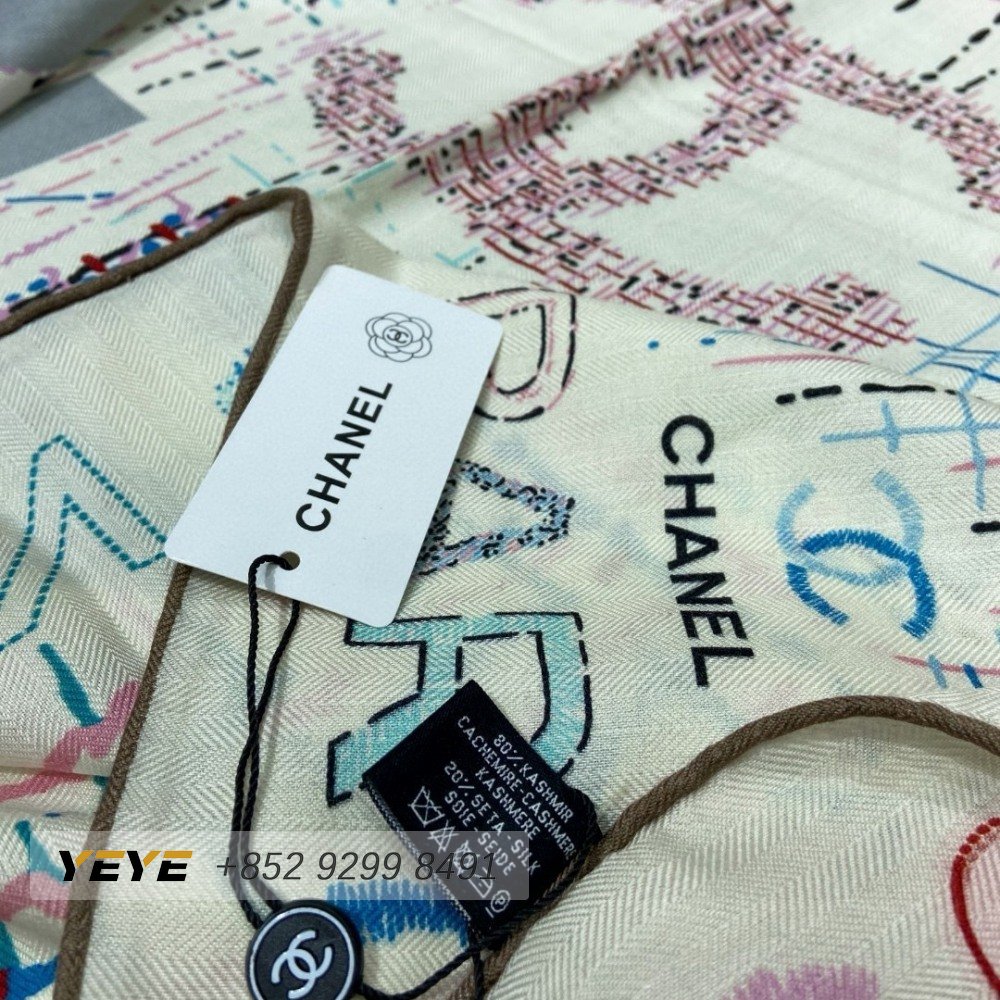 CHANEL
CHANEL
80% KASHMIR
CACHEMIRE-CASHMERE
KASHMERE
20% SETA SILK
SOIE SEIDE
YEYE +852 9299 8491